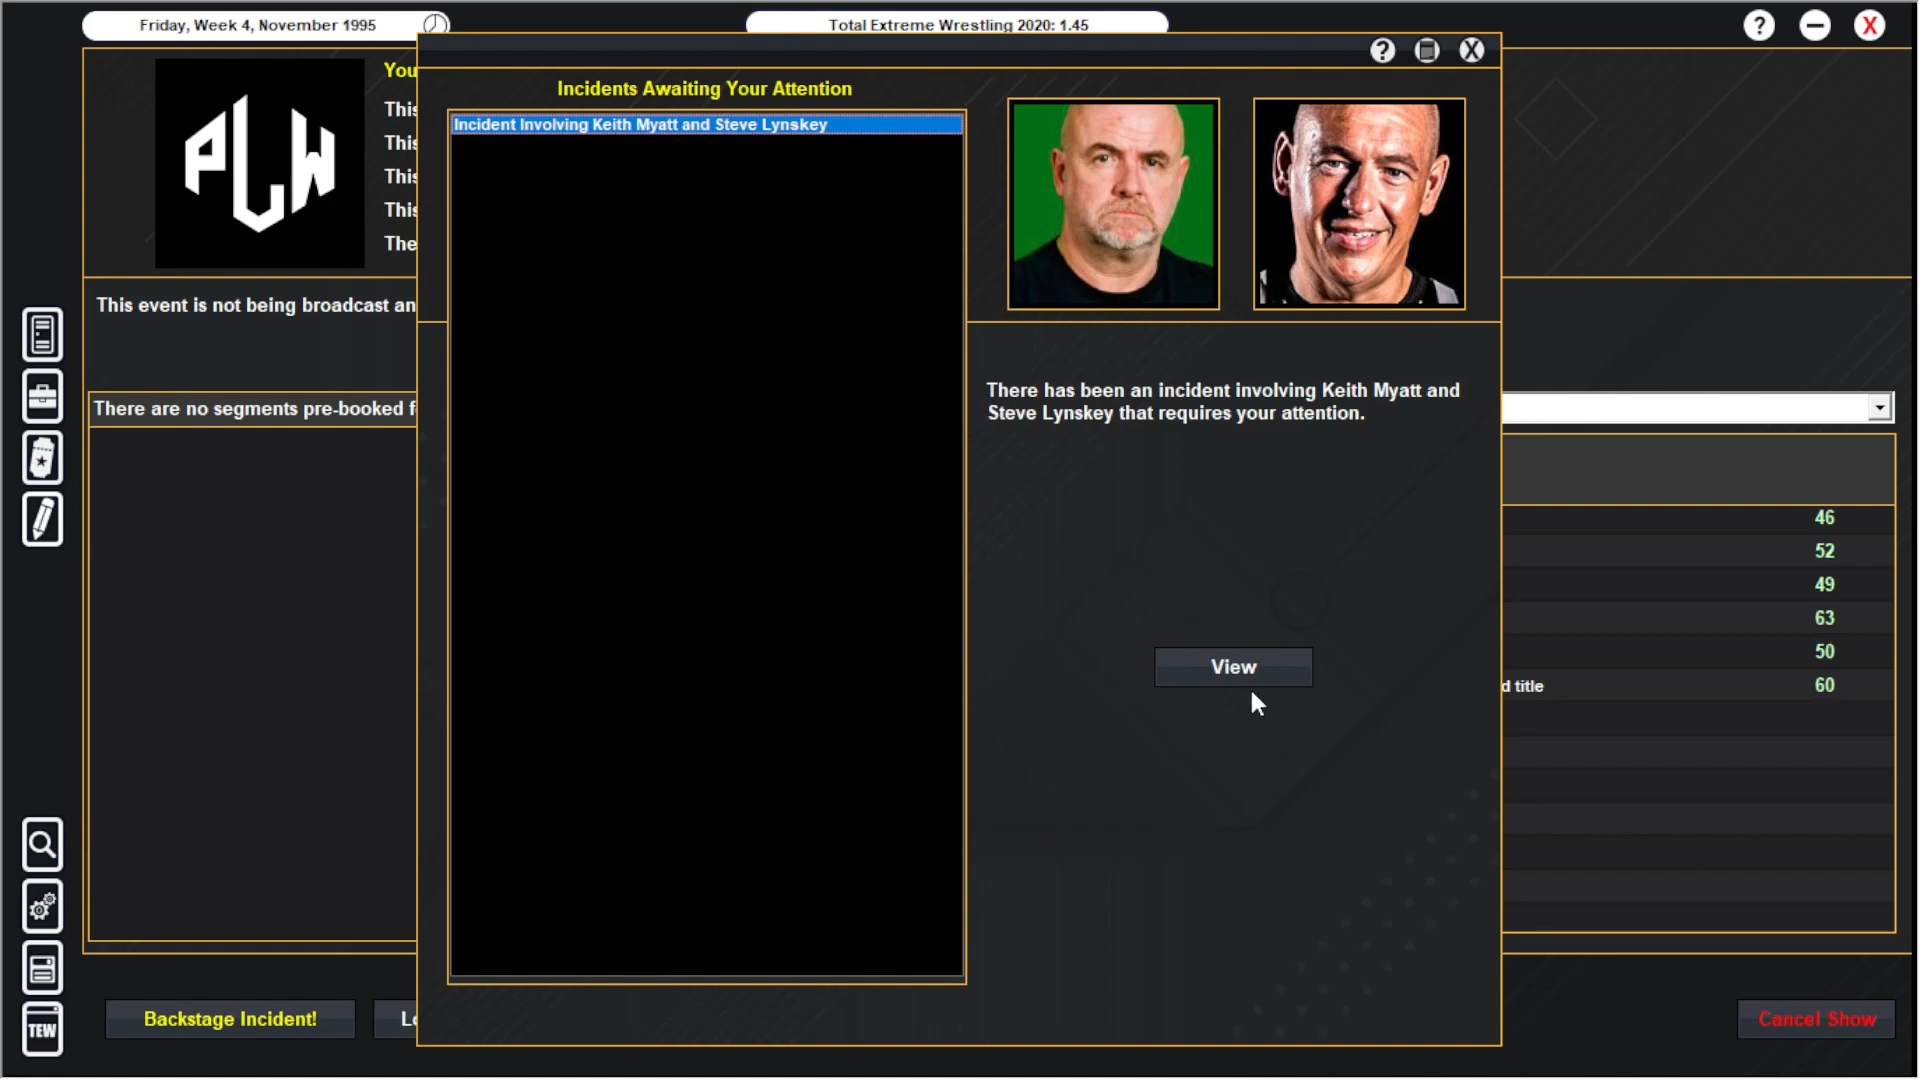 Friday, Week 4, November 1995
Total Extreme Wrestling 2020: 1.45
?
X
? X
PLW
You
This
This
This
This
The
Incidents Awaiting Your Attention
Incident Involving Keith Myatt and Steve Lynskey
This event is not being broadcast an
There are no segments pre-booked f
There has been an incident involving Keith Myatt and
Steve Lynskey that requires your attention.
View
46
52
49
63
50
d title 60
TEW
Backstage Incident!
Lo
Cancel Show